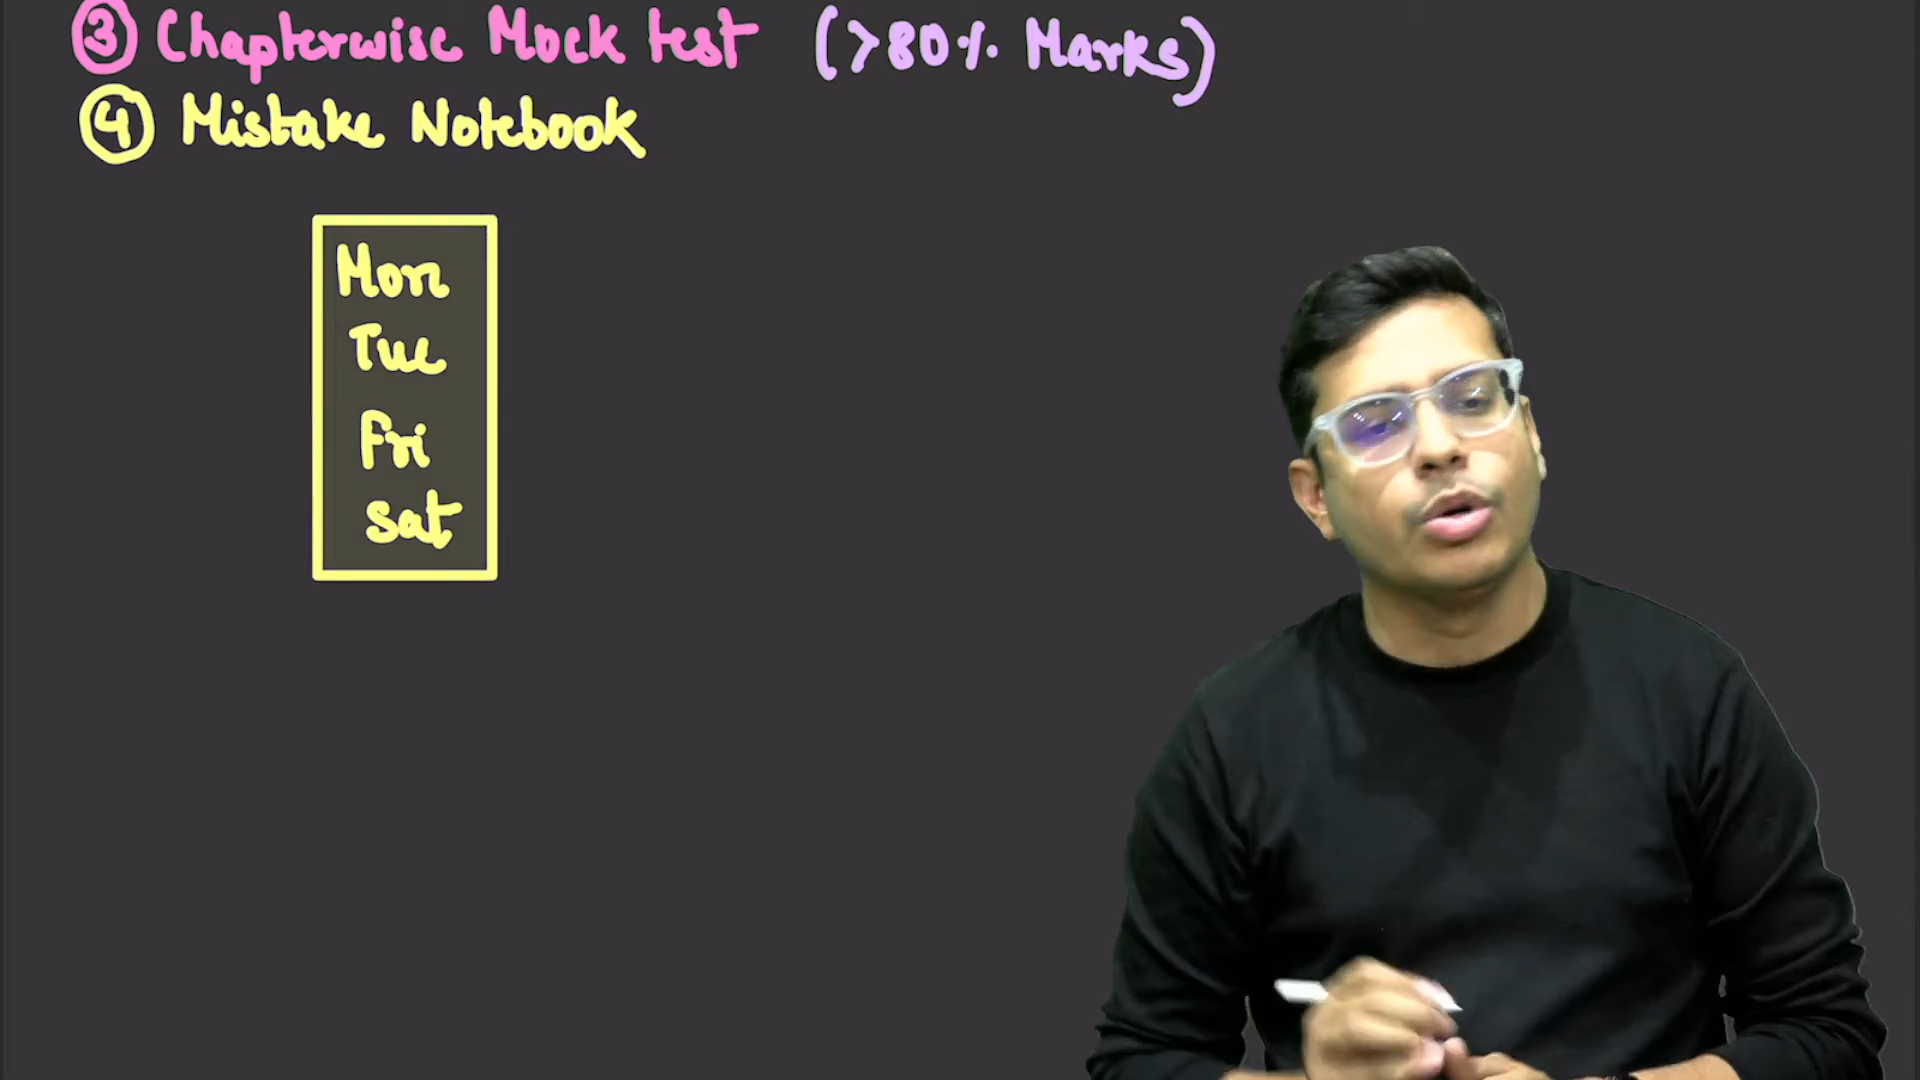 ③ Chapterwise Mock test (>80% Marks)
④ Mistake Notebook
Mon
Tue
Fri
Sat